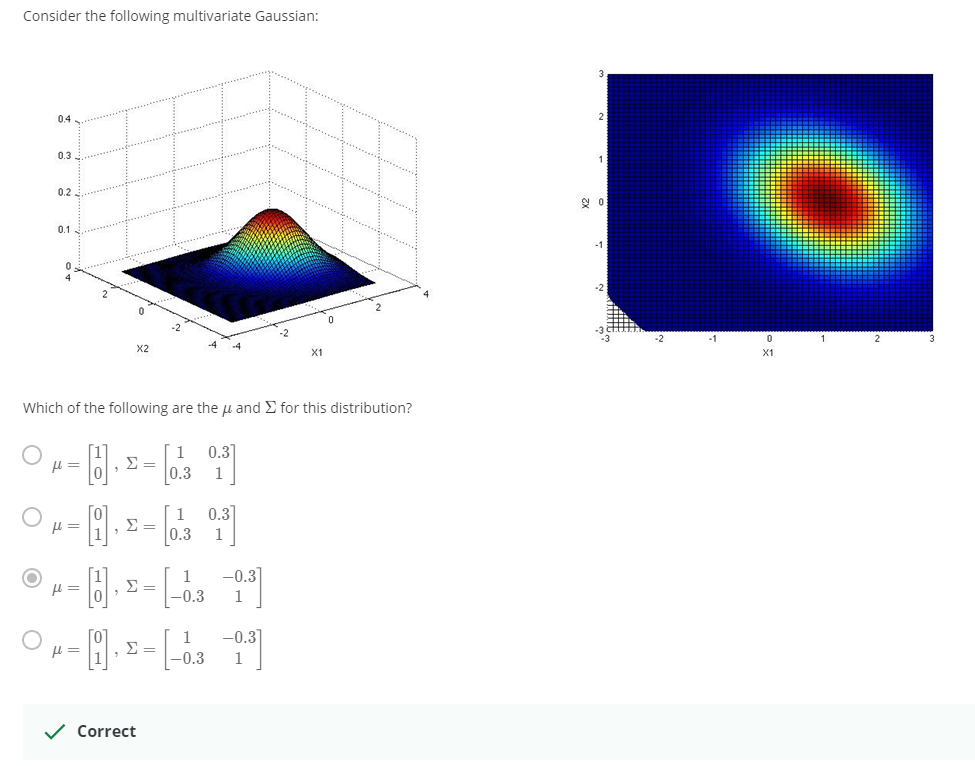 Consider the following multivariate Gaussian:
0.4
0.3
0.2
0.1
0
4
2
0
-2
-4
X2
-4
-2
0
2
4
X1
3
2
1
0
-1
-2
-3
X2
-3
-2
-1
0
1
2
3
X1
Which of the following are the μ and Σ for this distribution?
μ = [1 0], Σ = [1 0.3 0.3 1]
μ = [0 1], Σ = [1 0.3 0.3 1]
μ = [1 0], Σ = [1 −0.3 −0.3 1]
μ = [0 1], Σ = [1 −0.3 −0.3 1]
Correct